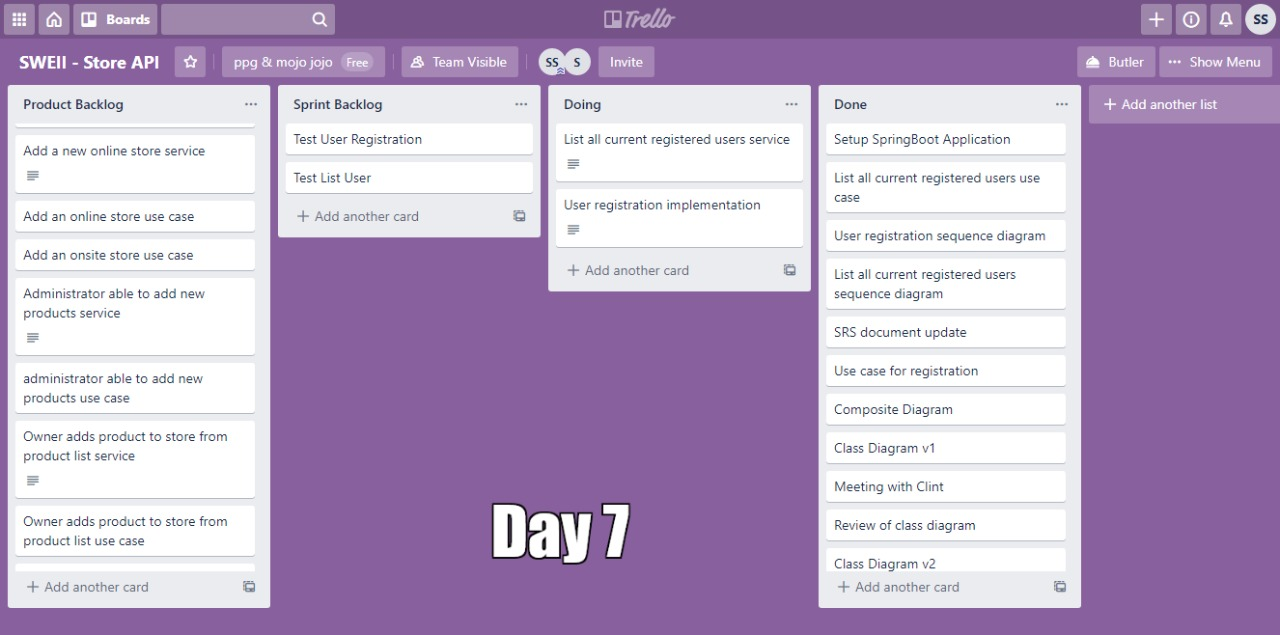 Boards
Trello
SS
SWEII - Store API
ppg & mojo jojo Free
Team Visible
SS
S
Invite
Butler
Show Menu
Product Backlog
Add a new online store service
Add an online store use case
Add an onsite store use case
Administrator able to add new
products service
administrator able to add new
products use case
Owner adds product to store from
product list service
Owner adds product to store from
product list use case
Add another card
Sprint Backlog
Test User Registration
Test List User
Add another card
Doing
List all current registered users service
User registration implementation
Add another card
Done
Setup SpringBoot Application
List all current registered users use
case
User registration sequence diagram
List all current registered users
sequence diagram
SRS document update
Use case for registration
Composite Diagram
Class Diagram v1
Meeting with Clint
Review of class diagram
Class Diagram v2
Add another card
Add another list
Day 7